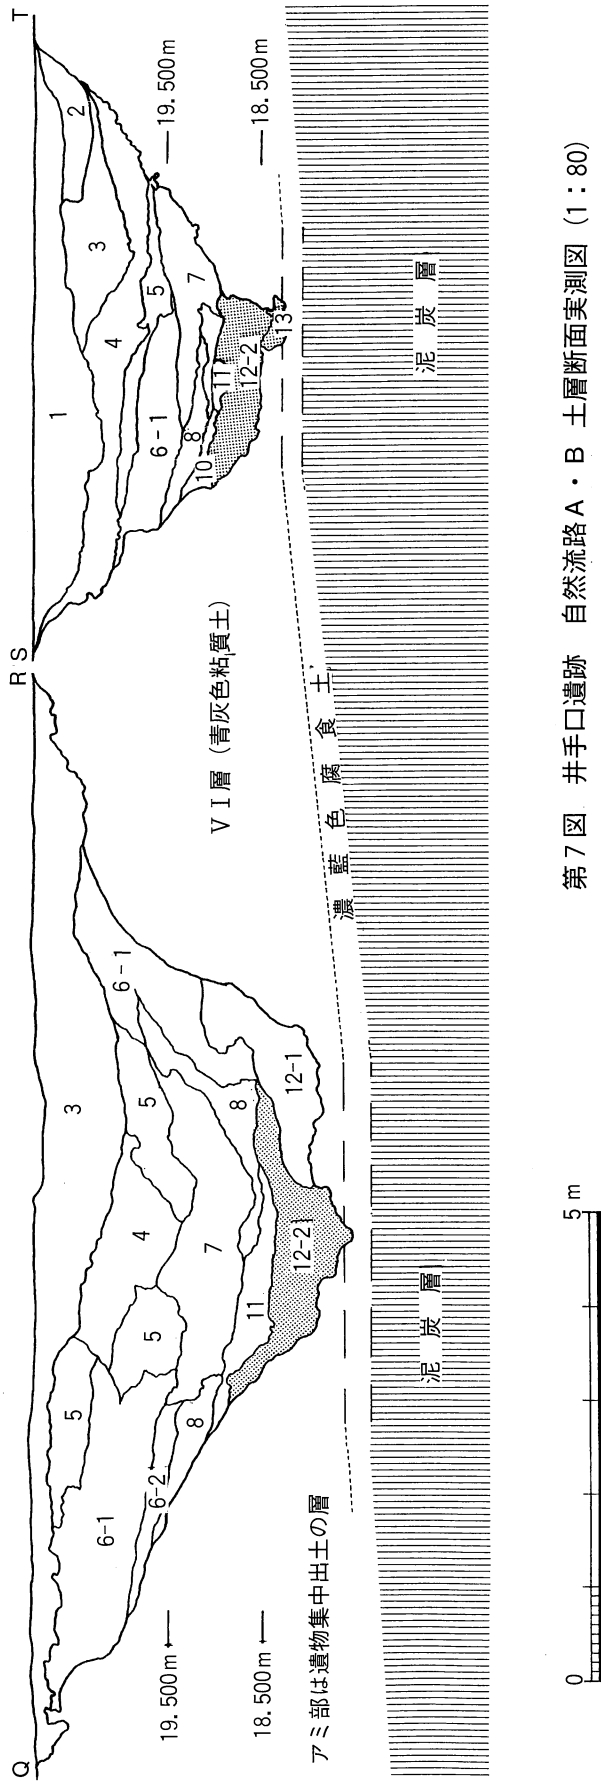 Q
R S
T
3
5
6-1
6-2
8
5
4
5
7
11
12-2
8
6-1
12-1
1
2
3
4
5
6-1
7
8
10
11
12-2
13
19.500m
18.500m
19.500m
18.500m
アミ部は遺物集中出土の層
ＶＩ層（青灰色粘質土）
濃藍色腐食土
泥炭層
泥炭層
0
5 m
第7図　井手口遺跡　自然流路A・B 土層断面実測図（1：80）